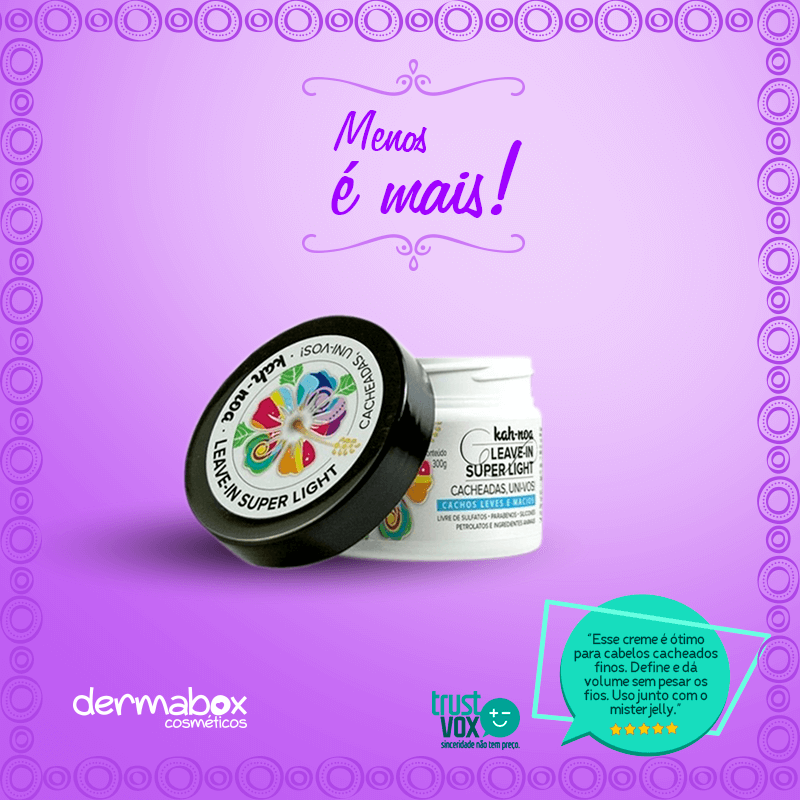 Menos
é mais!
CACHEADAS, UNI-VOS!
kah-noa
LEAVE-IN SUPER LIGHT
kah-noa
LEAVE-IN
SUPER LIGHT
CACHEADAS, UNI-VOS!
CACHOS LEVES E MACIOS
LIVRE DE SULFATOS • PARABENOS • SILICONES
PETROLATOS E INGREDIENTES ANIMAIS
300g
dermabox
cosméticos
trust
vox
sinceridade não tem preço.
"Esse creme é ótimo
para cabelos cacheados
finos. Define e dá
volume sem pesar os
fios. Uso junto com o
mister jelly."